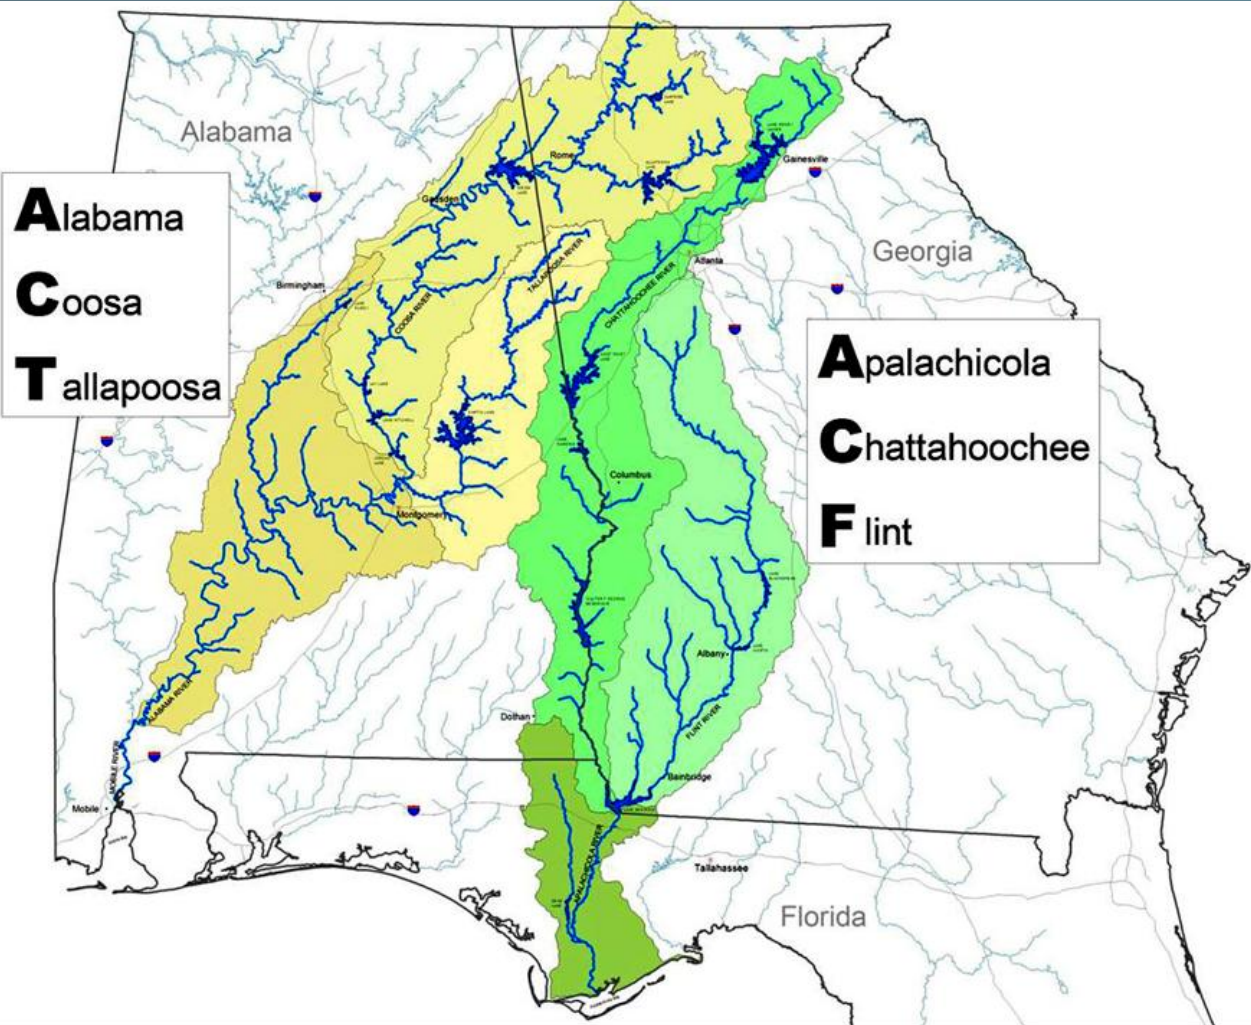 Alabama
Alabama
Coosa
Tallapoosa
Rome
Gadsden
Gainesville
Georgia
Atlanta
Birmingham
TALLAPOOSA RIVER
COOSA RIVER
CHATTAHOOCHEE RIVER
Apalachicola
Chattahoochee
Flint
Columbus
Montgomery
Albany
ALABAMA RIVER
FLINT RIVER
Dothan
MOBILE RIVER
Bainbridge
Mobile
APALACHICOLA RIVER
Tallahassee
Florida